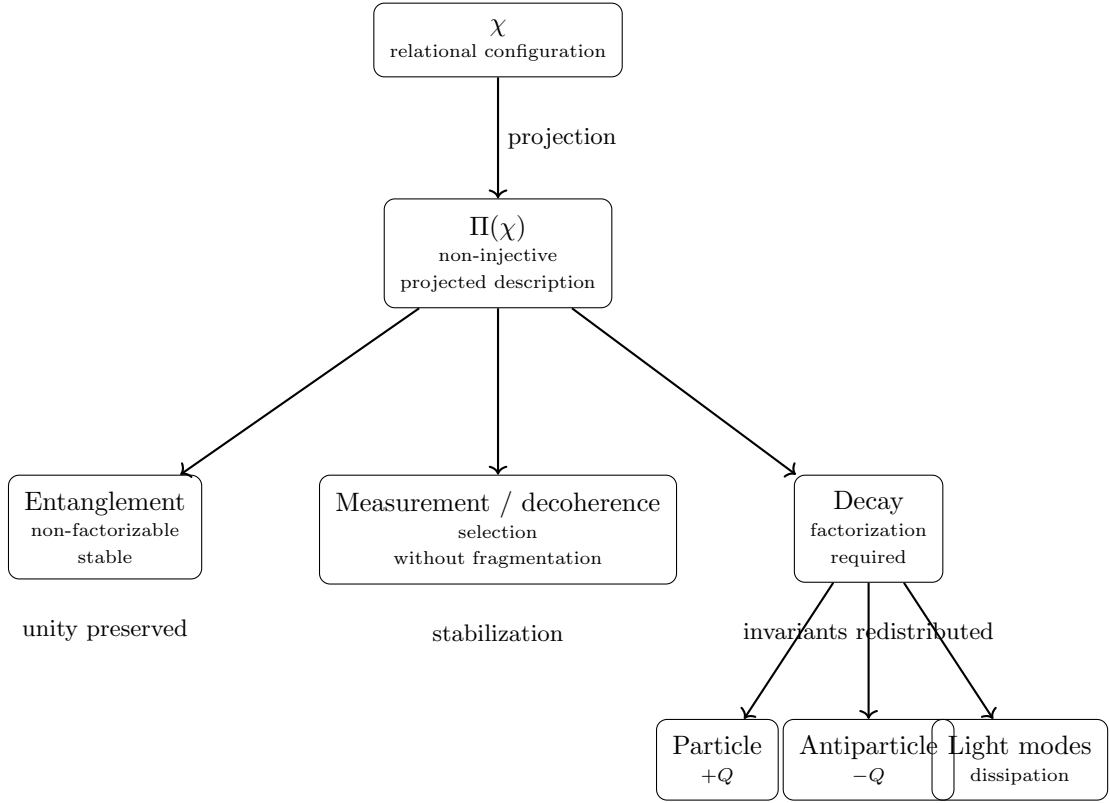 χ
relational configuration
projection
Π(χ)
non-injective
projected description
Entanglement
non-factorizable
stable
Measurement / decoherence
selection
without fragmentation
Decay
factorization
required
unity preserved
stabilization
invariants redistributed
Particle
+Q
Antiparticle
−Q
Light modes
dissipation